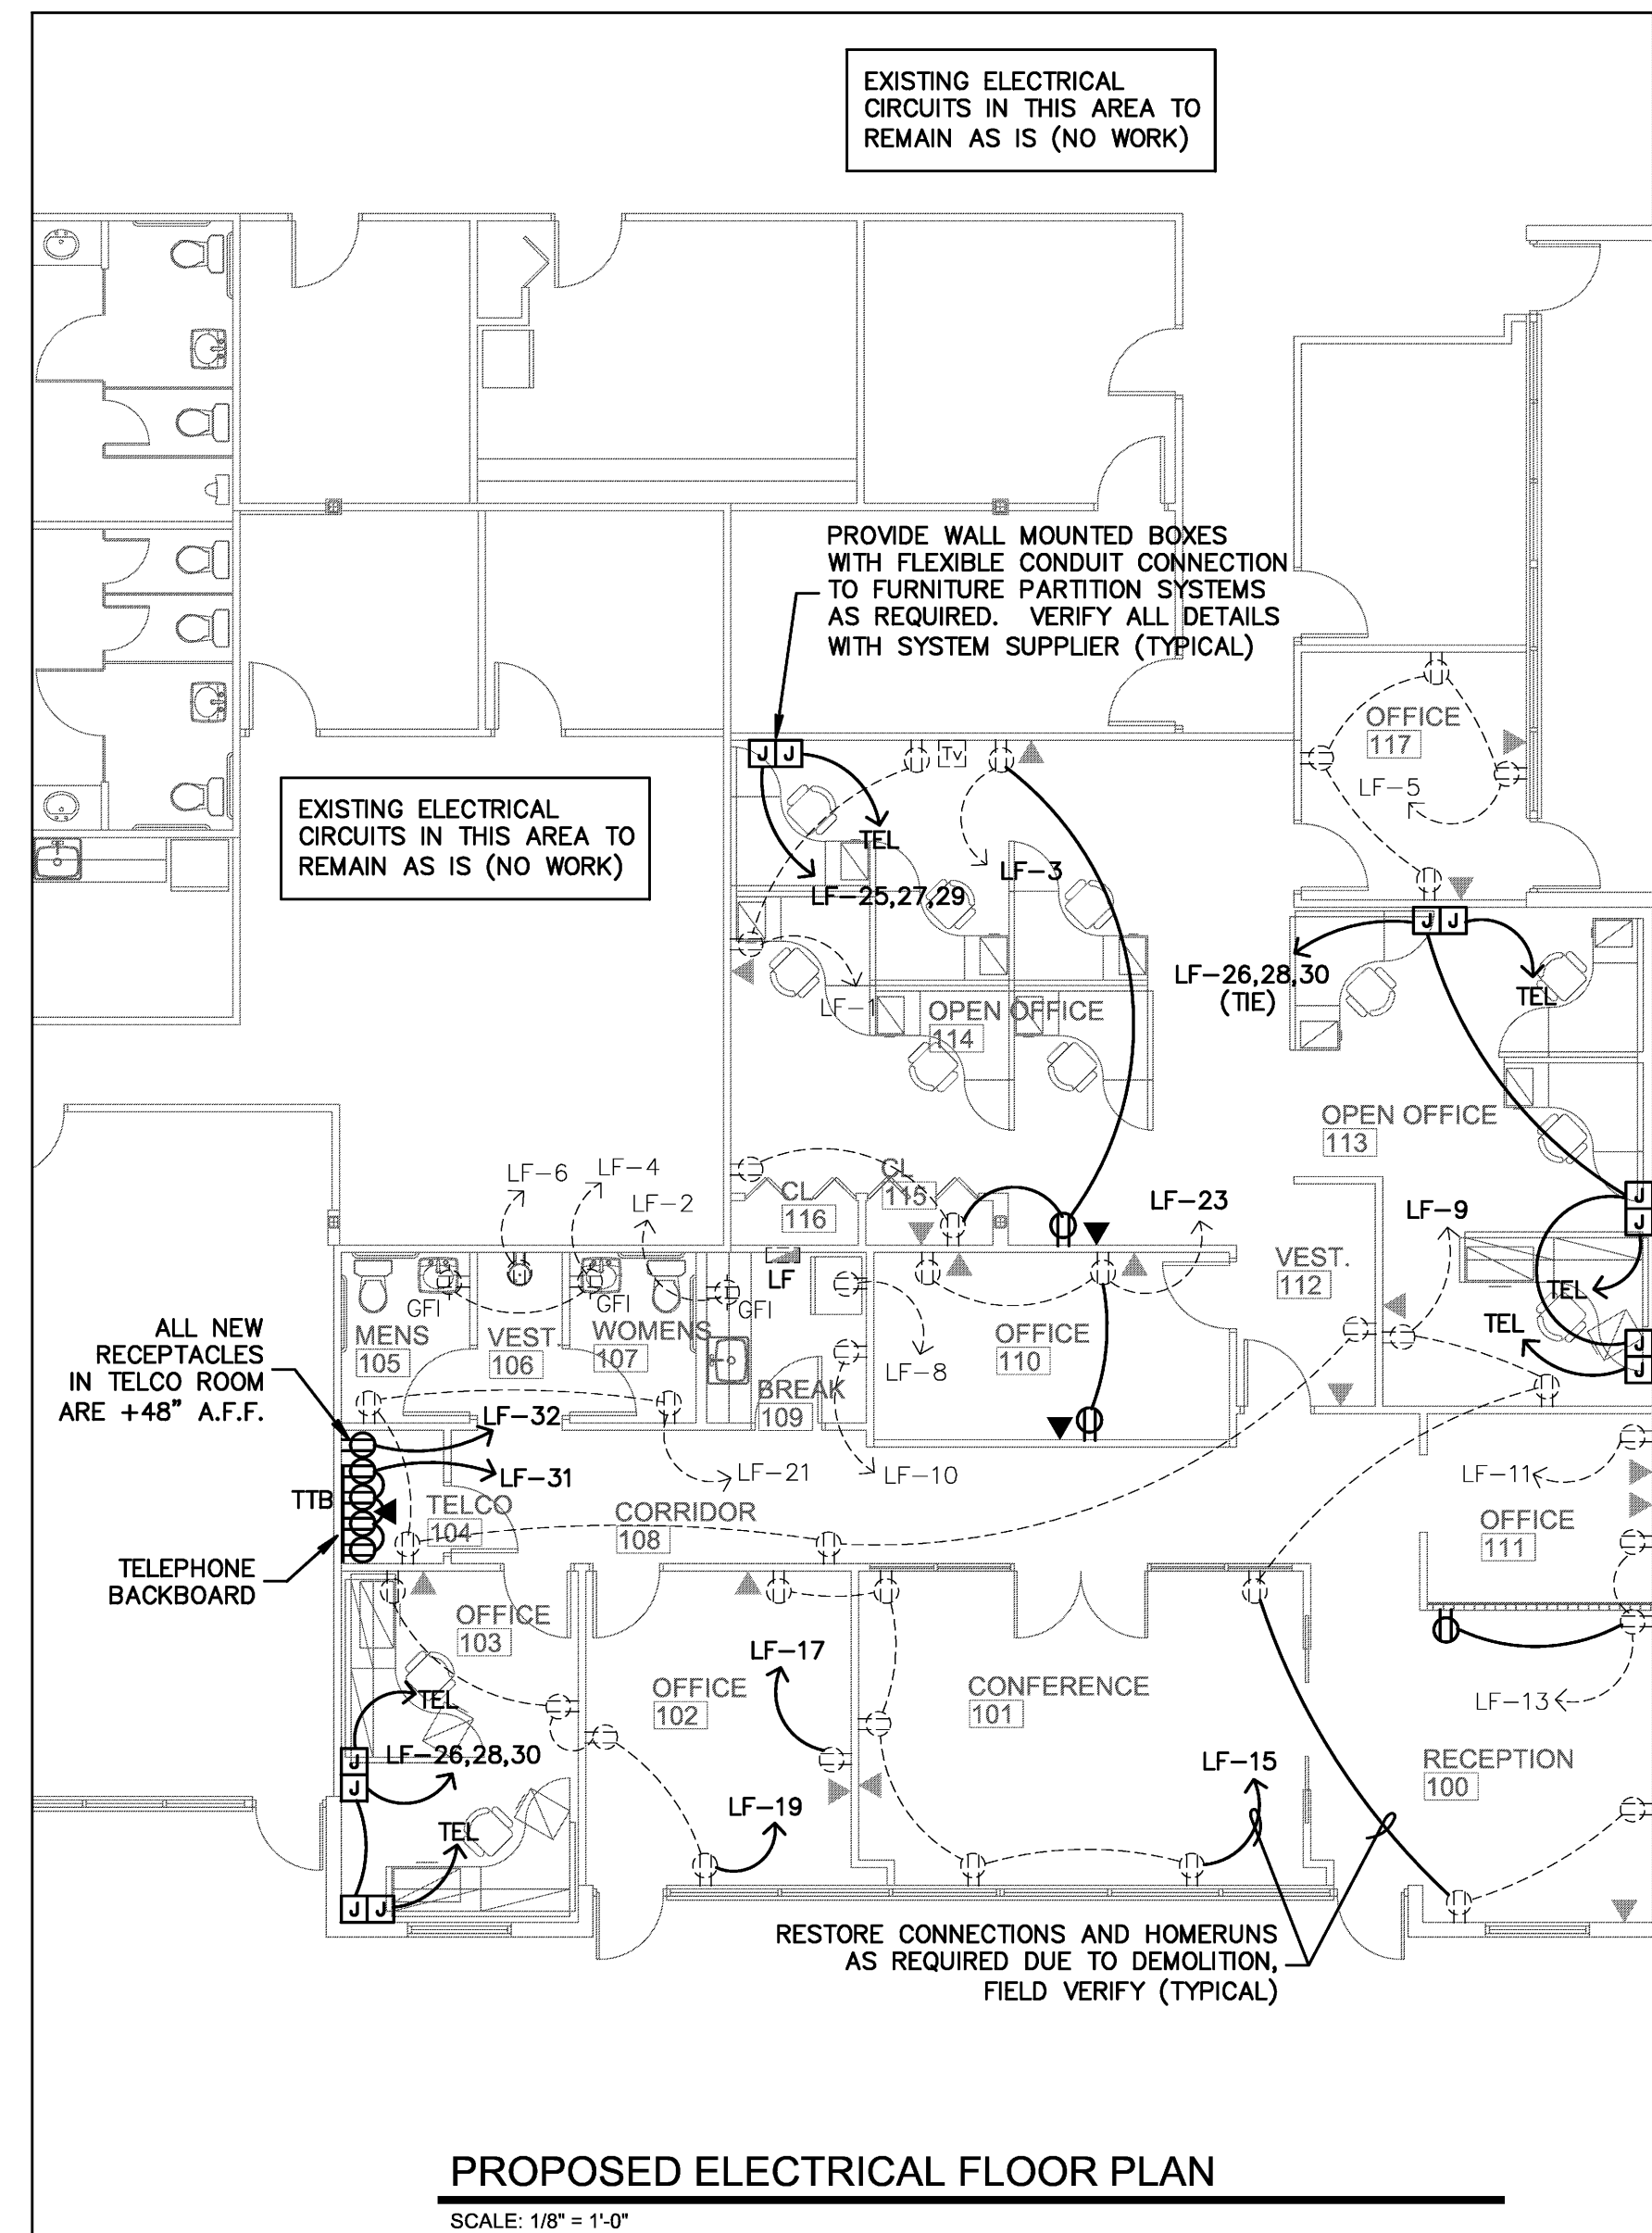 EXISTING ELECTRICAL
CIRCUITS IN THIS AREA TO
REMAIN AS IS (NO WORK)
PROVIDE WALL MOUNTED BOXES
WITH FLEXIBLE CONDUIT CONNECTION
TO FURNITURE PARTITION SYSTEMS
AS REQUIRED. VERIFY ALL DETAILS
WITH SYSTEM SUPPLIER (TYPICAL)
OFFICE
117
LF-5
J J
TV
EXISTING ELECTRICAL
CIRCUITS IN THIS AREA TO
REMAIN AS IS (NO WORK)
TEL
LF-3
LF-25,27,29
J J
LF-26,28,30
(TIE)
TEL
LF-1
OPEN OFFICE
114
OPEN OFFICE
113
LF-6
LF-4
LF-2
CL
115
CL
116
LF-23
LF-9
J
J
VEST.
112
LF
TEL
GFI
GFI
GFI
MENS
105
VEST.
106
WOMENS
107
OFFICE
110
TEL
J
J
ALL NEW
RECEPTACLES
IN TELCO ROOM
ARE +48" A.F.F.
LF-8
BREAK
109
LF-32
LF-31
LF-21
LF-10
LF-11
TTB
TELCO
104
CORRIDOR
108
OFFICE
111
TELEPHONE
BACKBOARD
OFFICE
103
LF-17
OFFICE
102
CONFERENCE
101
TEL
LF-13
J
J
LF-26,28,30
LF-15
RECEPTION
100
LF-19
TEL
J J
RESTORE CONNECTIONS AND HOMERUNS
AS REQUIRED DUE TO DEMOLITION,
FIELD VERIFY (TYPICAL)
PROPOSED ELECTRICAL FLOOR PLAN
SCALE: 1/8" = 1'-0"